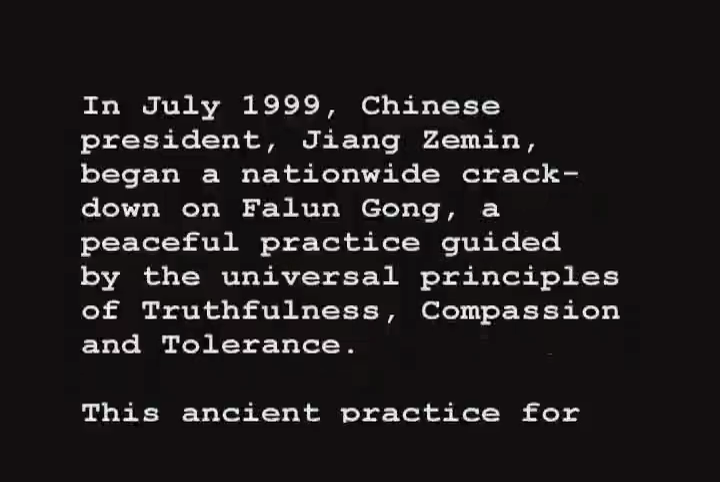 In July 1999, Chinese
president, Jiang Zemin,
began a nationwide crack-
down on Falun Gong, a
peaceful practice guided
by the universal principles
of Truthfulness, Compassion
and Tolerance.
This ancient practice for